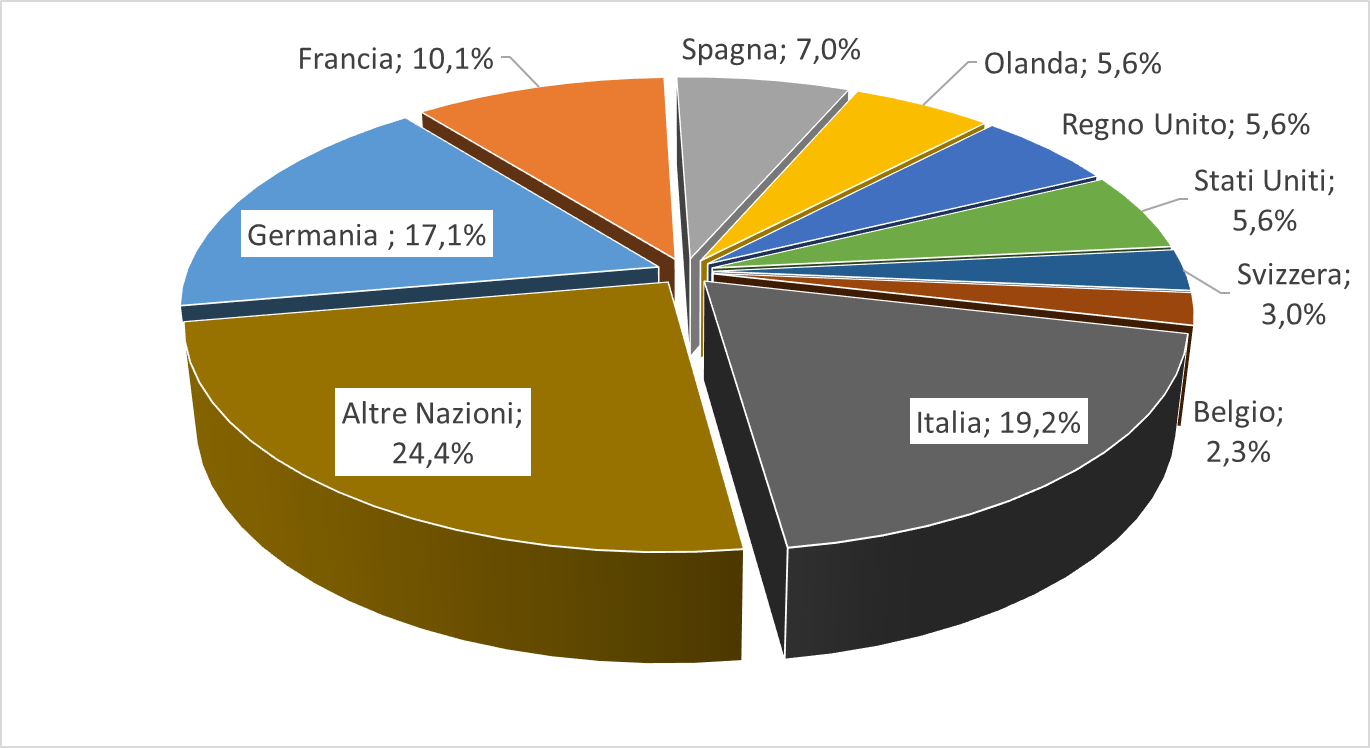 Francia; 10,1%
Spagna; 7,0%
Olanda; 5,6%
Regno Unito; 5,6%
Stati Uniti;
5,6%
Germania ; 17,1%
Svizzera;
3,0%
Altre Nazioni;
24,4%
Italia; 19,2%
Belgio;
2,3%